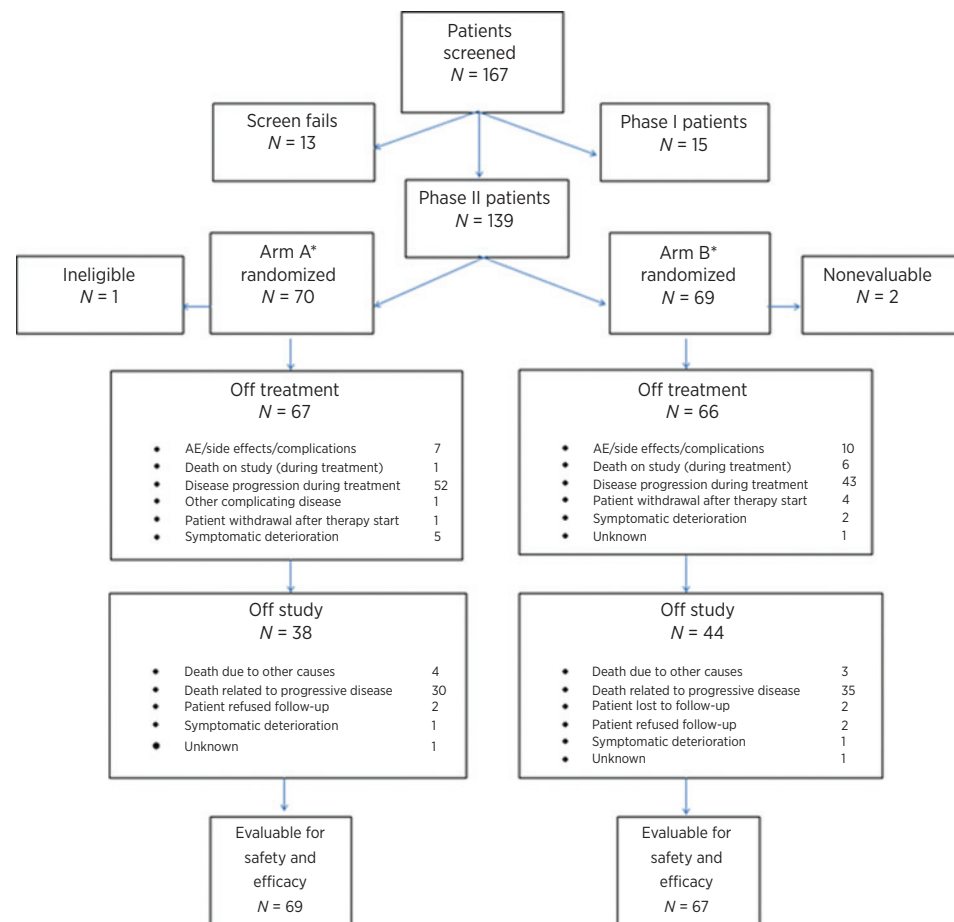 Patients
screened
N = 167
Screen fails
N = 13
Phase I patients
N = 15
Phase II patients
N = 139
Ineligible
N = 1
Arm A*
randomized
N = 70
Arm B*
randomized
N = 69
Nonevaluable
N = 2
Off treatment
N = 67
• AE/side effects/complications 7
• Death on study (during treatment) 1
• Disease progression during treatment 52
• Other complicating disease 1
• Patient withdrawal after therapy start 1
• Symptomatic deterioration 5
Off treatment
N = 66
• AE/side effects/complications 10
• Death on study (during treatment) 6
• Disease progression during treatment 43
• Patient withdrawal after therapy start 4
• Symptomatic deterioration 2
• Unknown 1
Off study
N = 38
• Death due to other causes 4
• Death related to progressive disease 30
• Patient refused follow-up 2
• Symptomatic deterioration 1
• Unknown 1
Off study
N = 44
• Death due to other causes 3
• Death related to progressive disease 35
• Patient lost to follow-up 2
• Patient refused follow-up 2
• Symptomatic deterioration 1
• Unknown 1
Evaluable for
safety and
efficacy
N = 69
Evaluable for
safety and
efficacy
N = 67